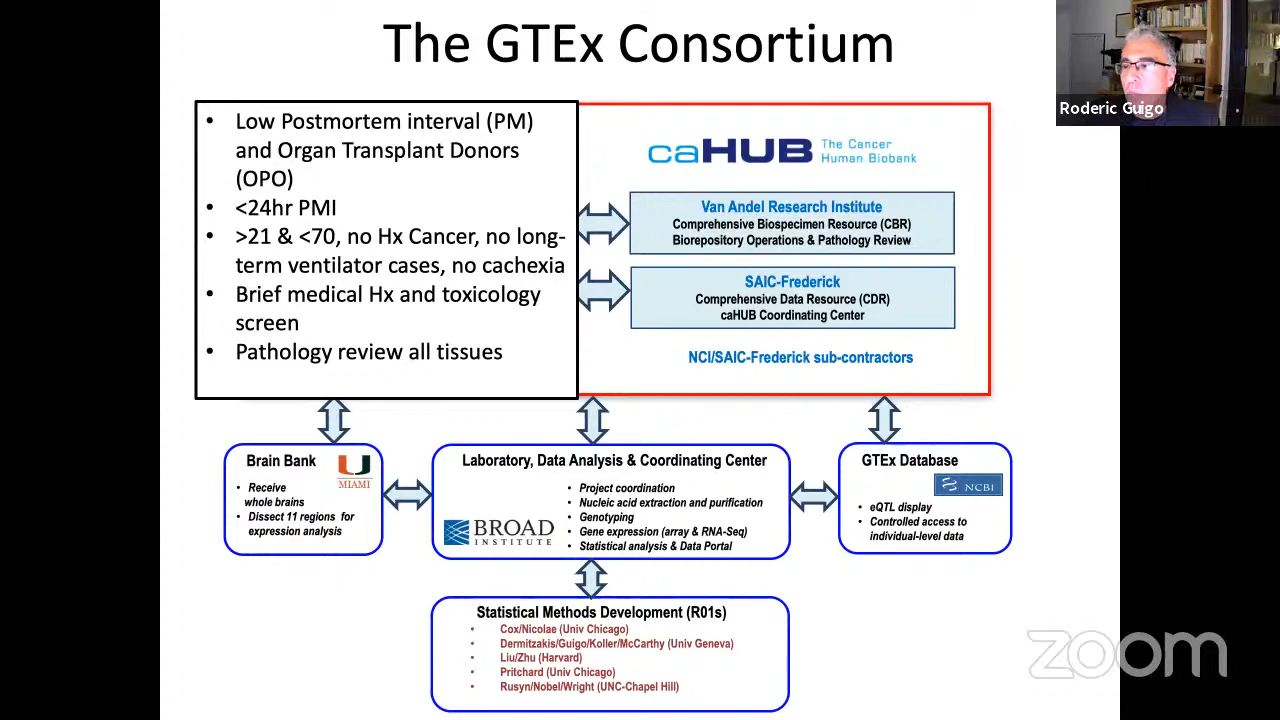 The GTEx Consortium
Roderic Guigo
• Low Postmortem interval (PM)
and Organ Transplant Donors
(OPO)
• <24hr PMI
• >21 & <70, no Hx Cancer, no long-
term ventilator cases, no cachexia
• Brief medical Hx and toxicology
screen
• Pathology review all tissues
caHUB The Cancer
Human Biobank
Van Andel Research Institute
Comprehensive Biospecimen Resource (CBR)
Biorepository Operations & Pathology Review
SAIC-Frederick
Comprehensive Data Resource (CDR)
caHUB Coordinating Center
NCI/SAIC-Frederick sub-contractors
Brain Bank
U
MIAMI
• Receive
whole brains
• Dissect 11 regions for
expression analysis
Laboratory, Data Analysis & Coordinating Center
BROAD
INSTITUTE
• Project coordination
• Nucleic acid extraction and purification
• Genotyping
• Gene expression (array & RNA-Seq)
• Statistical analysis & Data Portal
GTEx Database
NCBI
• eQTL display
• Controlled access to
individual-level data
Statistical Methods Development (R01s)
• Cox/Nicolae (Univ Chicago)
• Dermitzakis/Guigo/Koller/McCarthy (Univ Geneva)
• Liu/Zhu (Harvard)
• Pritchard (Univ Chicago)
• Rusyn/Nobel/Wright (UNC-Chapel Hill)
zoom